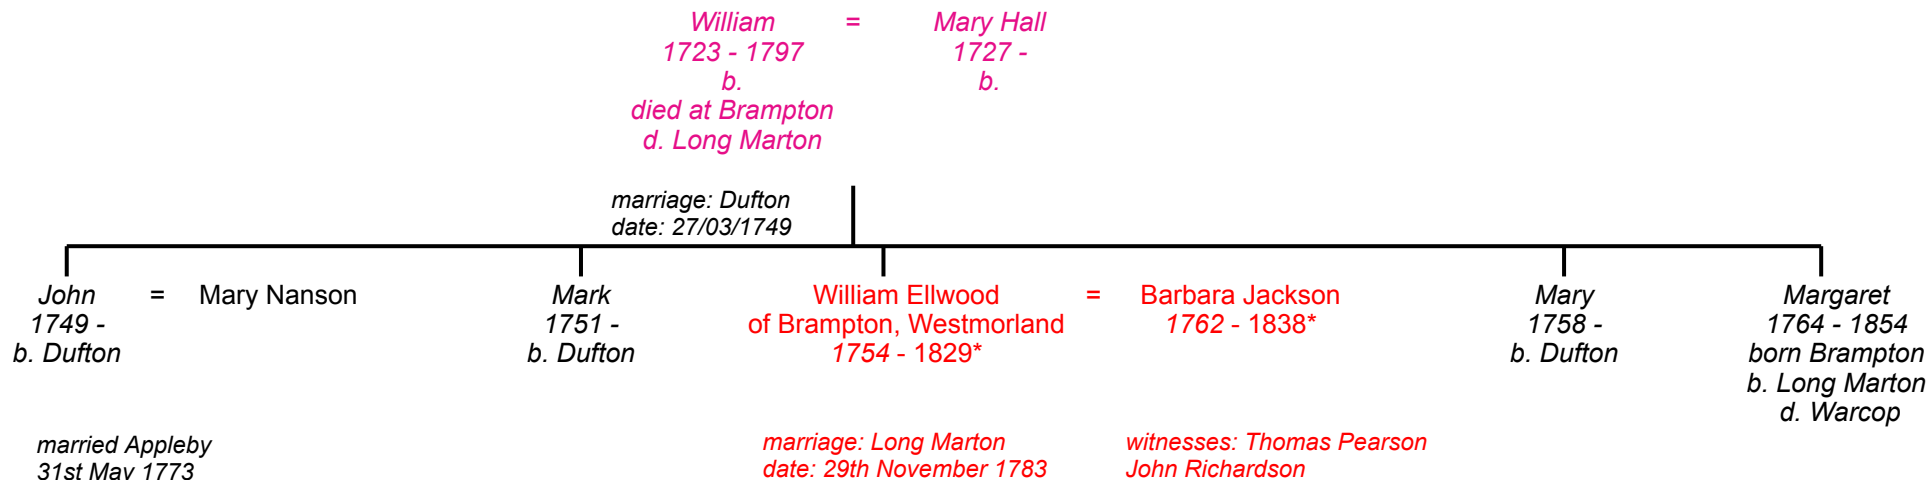 William = Mary Hall
1723 - 1797 1727 -
b. b.
died at Brampton
d. Long Marton
marriage: Dufton
date: 27/03/1749
John = Mary Nanson
1749 -
b. Dufton
Mark
1751 -
b. Dufton
William Ellwood = Barbara Jackson
of Brampton, Westmorland 1762 - 1838*
1754 - 1829*
Mary
1758 -
b. Dufton
Margaret
1764 - 1854
born Brampton
b. Long Marton
d. Warcop
married Appleby
31st May 1773
marriage: Long Marton
date: 29th November 1783
witnesses: Thomas Pearson
John Richardson